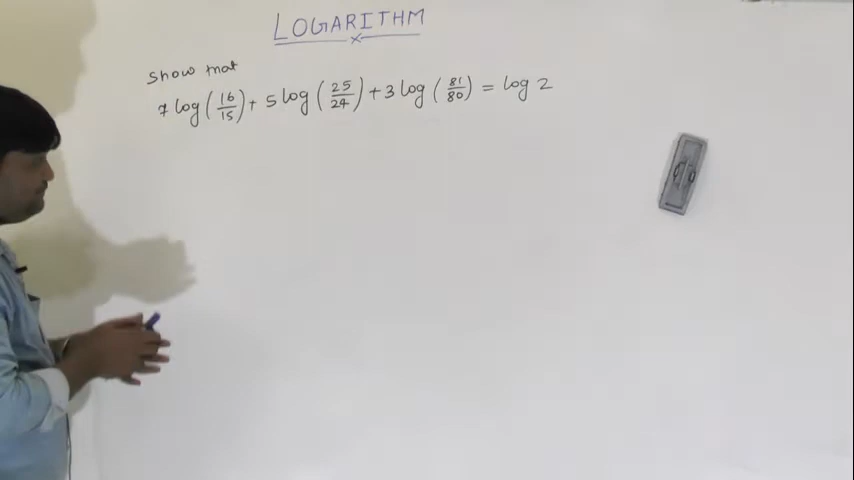 LOGARITHM
show that
7 log (16/15) + 5 log (25/24) + 3 log (81/80) = log 2